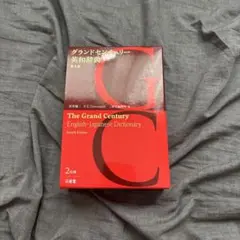 グランドセンチュリー
英和辞典
G
C
The Grand Century
English-Japanese Dictionary
2色刷
三省堂